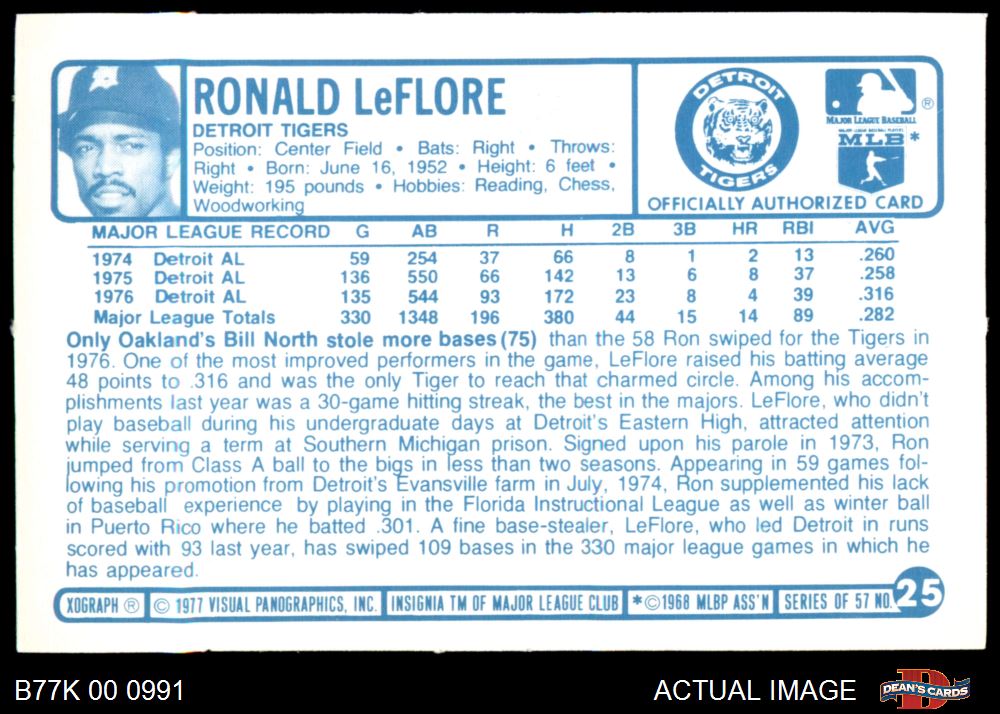 RONALD LeFLORE
DETROIT TIGERS
Position: Center Field • Bats: Right • Throws:
Right • Born: June 16, 1952 • Height: 6 feet •
Weight: 195 pounds • Hobbies: Reading, Chess,
Woodworking
DETROIT
TIGERS
®
MAJOR LEAGUE BASEBALL
MAJOR LEAGUE BASEBALL PLAYERS
MLB *
OFFICIALLY AUTHORIZED CARD
MAJOR LEAGUE RECORD G AB R H 2B 3B HR RBI AVG
1974 Detroit AL 59 254 37 66 8 1 2 13 .260
1975 Detroit AL 136 550 66 142 13 6 8 37 .258
1976 Detroit AL 135 544 93 172 23 8 4 39 .316
Major League Totals 330 1348 196 380 44 15 14 89 .282
Only Oakland's Bill North stole more bases (75) than the 58 Ron swiped for the Tigers in
1976. One of the most improved performers in the game, LeFlore raised his batting average
48 points to .316 and was the only Tiger to reach that charmed circle. Among his accom-
plishments last year was a 30-game hitting streak, the best in the majors. LeFlore, who didn't
play baseball during his undergraduate days at Detroit's Eastern High, attracted attention
while serving a term at Southern Michigan prison. Signed upon his parole in 1973, Ron
jumped from Class A ball to the bigs in less than two seasons. Appearing in 59 games fol-
lowing his promotion from Detroit's Evansville farm in July, 1974, Ron supplemented his lack
of baseball experience by playing in the Florida Instructional League as well as winter ball
in Puerto Rico where he batted .301. A fine base-stealer, LeFlore, who led Detroit in runs
scored with 93 last year, has swiped 109 bases in the 330 major league games in which he
has appeared.
XOGRAPH ® © 1977 VISUAL PANOGRAPHICS, INC. INSIGNIA TM OF MAJOR LEAGUE CLUB *©1968 MLBP ASS'N SERIES OF 57 NO. 25
B77K 00 0991 ACTUAL IMAGE DEAN'S CARDS